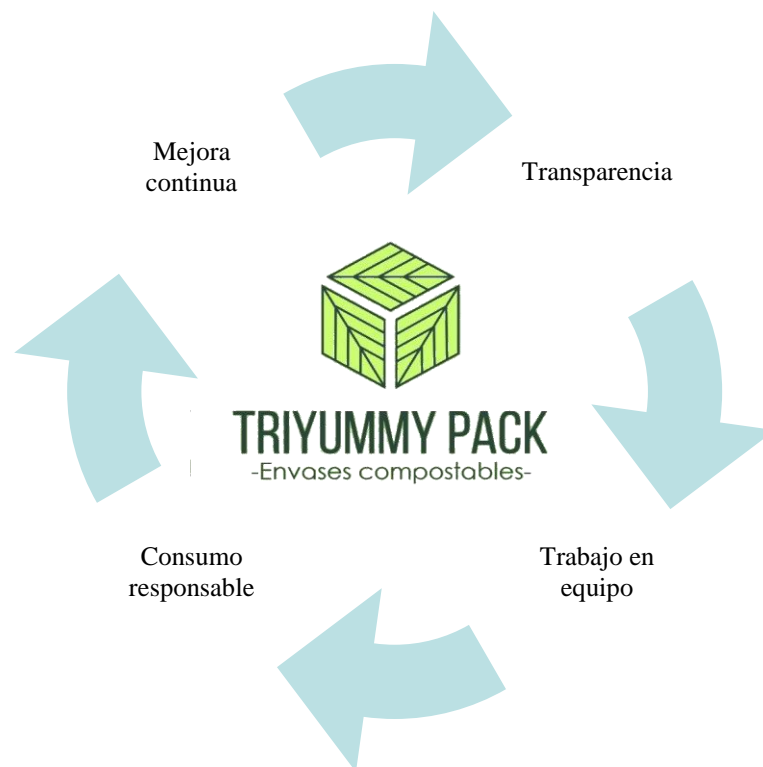 Mejora
continua
Transparencia
TRIYUMMY PACK
-Envases compostables-
Consumo
responsable
Trabajo en
equipo